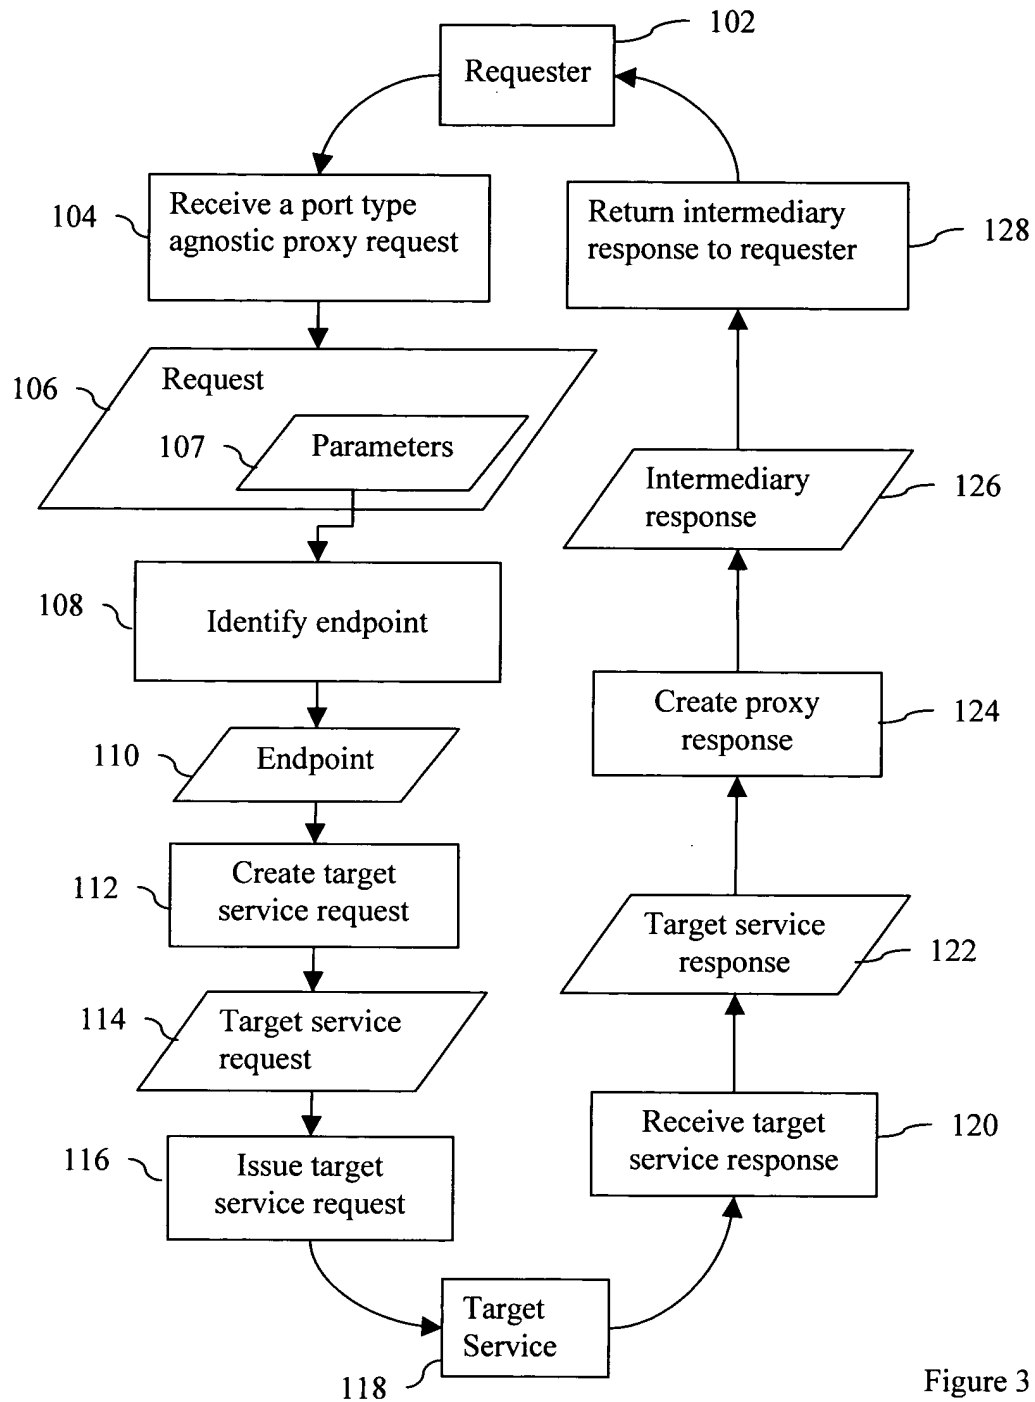 102
Requester
104
Receive a port type
agnostic proxy request
106
Request
107
Parameters
108
Identify endpoint
110
Endpoint
112
Create target
service request
114
Target service
request
116
Issue target
service request
Target
Service
118
Receive target
service response
120
Target service
response
122
Create proxy
response
124
Intermediary
response
126
Return intermediary
response to requester
128
Figure 3